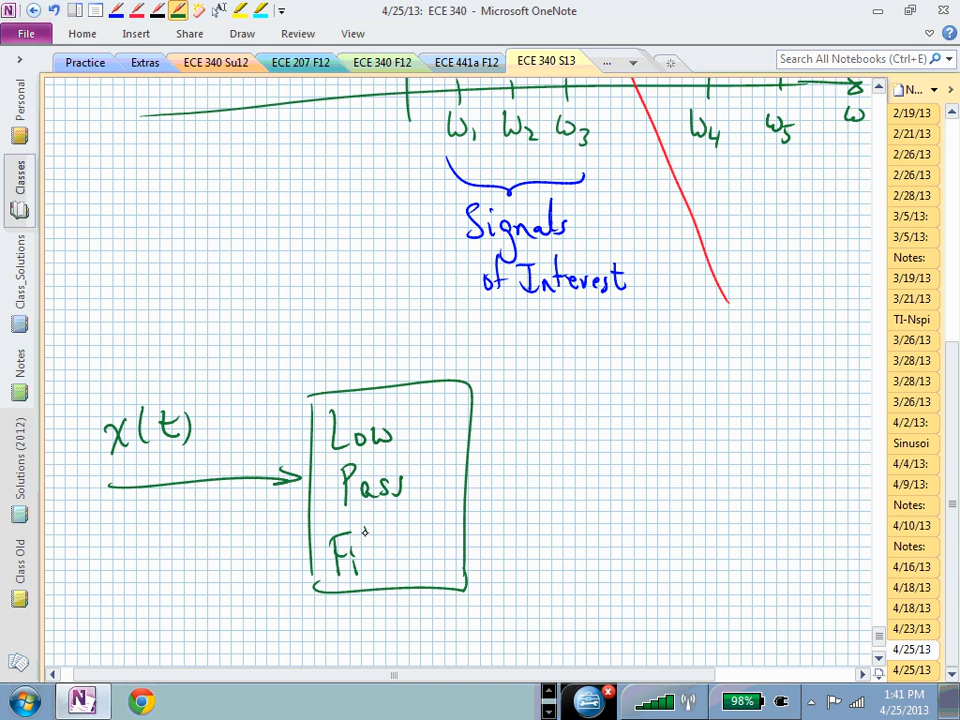 4/25/13: ECE 340 - Microsoft OneNote
File Home Insert Share Draw Review View
Practice Extras ECE 340 Su12 ECE 207 F12 ECE 340 F12 ECE 441a F12 ECE 340 S13 ...
Search All Notebooks (Ctrl+E)
Personal
Classes
Class_Solutions
Notes
Solutions (2012)
Class Old
ω1 ω2 ω3 ω4 ω5 ω
Signals
of Interest
x(t)
Low
Pass
Fi
N...
2/19/13
2/21/13
2/26/13
2/26/13
2/28/13
3/5/13:
3/5/13:
Notes:
3/19/13
3/21/13
TI-Nspi
3/26/13
3/28/13
3/28/13
3/26/13
4/2/13:
Sinusoi
4/4/13:
4/9/13:
Notes:
4/10/13
Notes:
4/16/13
4/18/13
4/18/13
4/23/13
4/25/13
4/25/13
98%
1:41 PM
4/25/2013